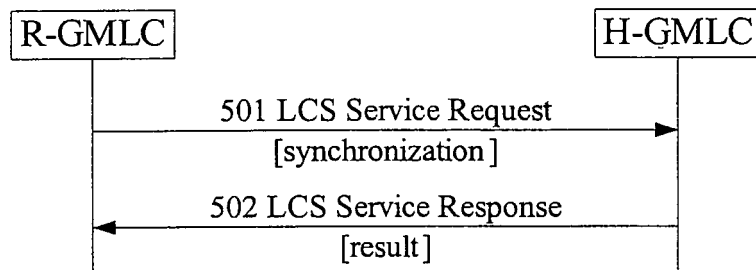 R-GMLC
H-GMLC
501 LCS Service Request
[synchronization]
502 LCS Service Response
[result]